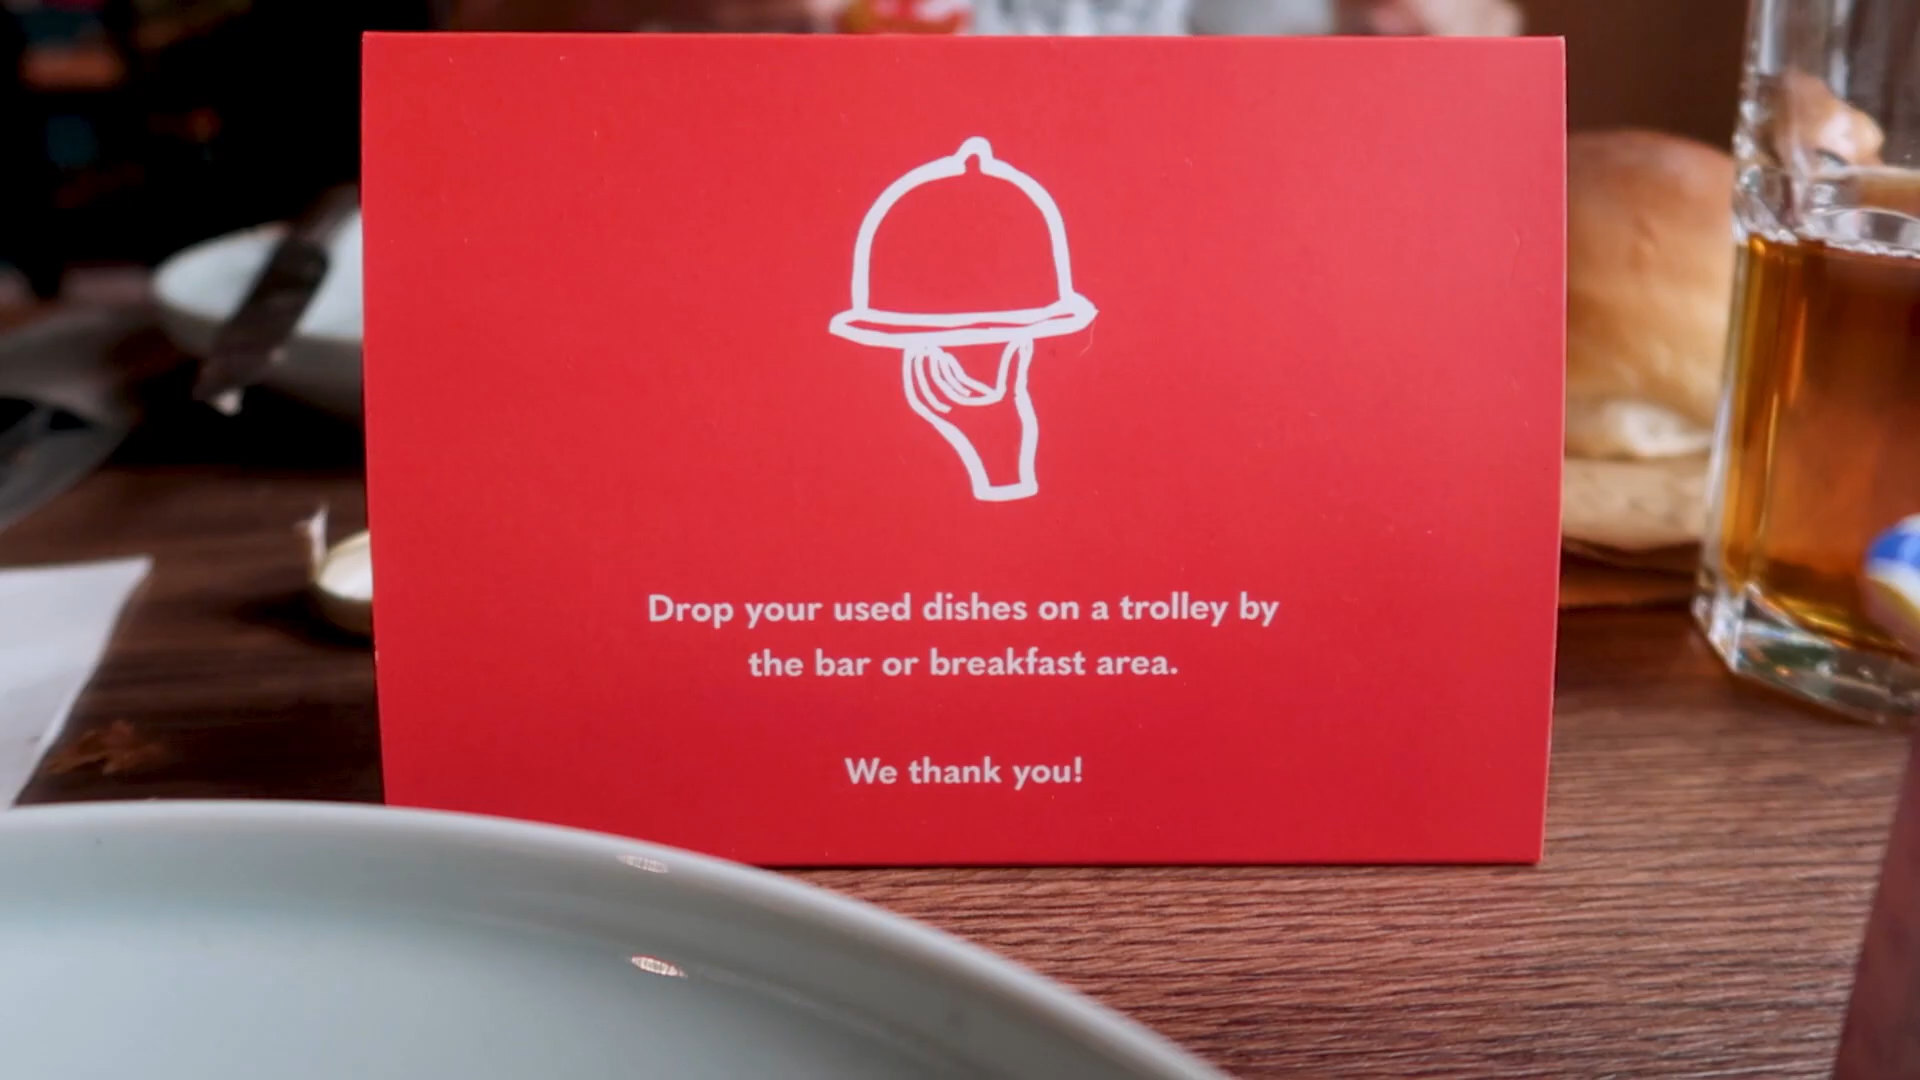 Drop your used dishes on a trolley by
the bar or breakfast area.
We thank you!